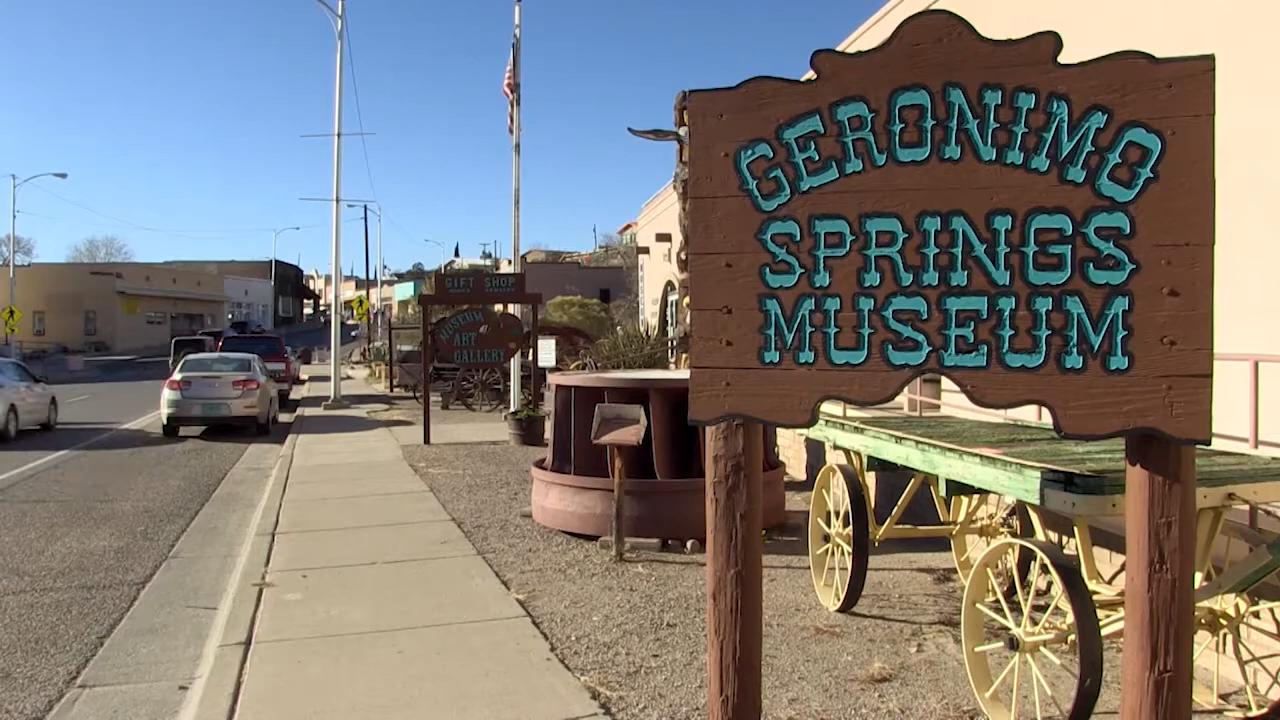 GERONIMO
SPRINGS
MUSEUM
GIFT SHOP
MUSEUM
ART
GALLERY